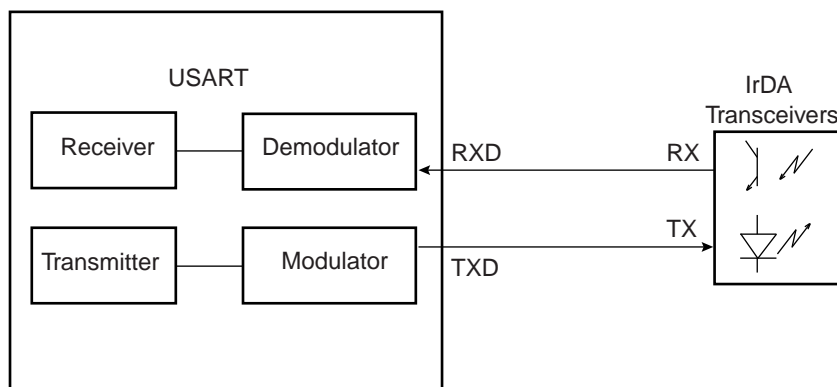 USART
IrDA
Transceivers
Receiver
Demodulator
RXD
RX
Transmitter
Modulator
TXD
TX